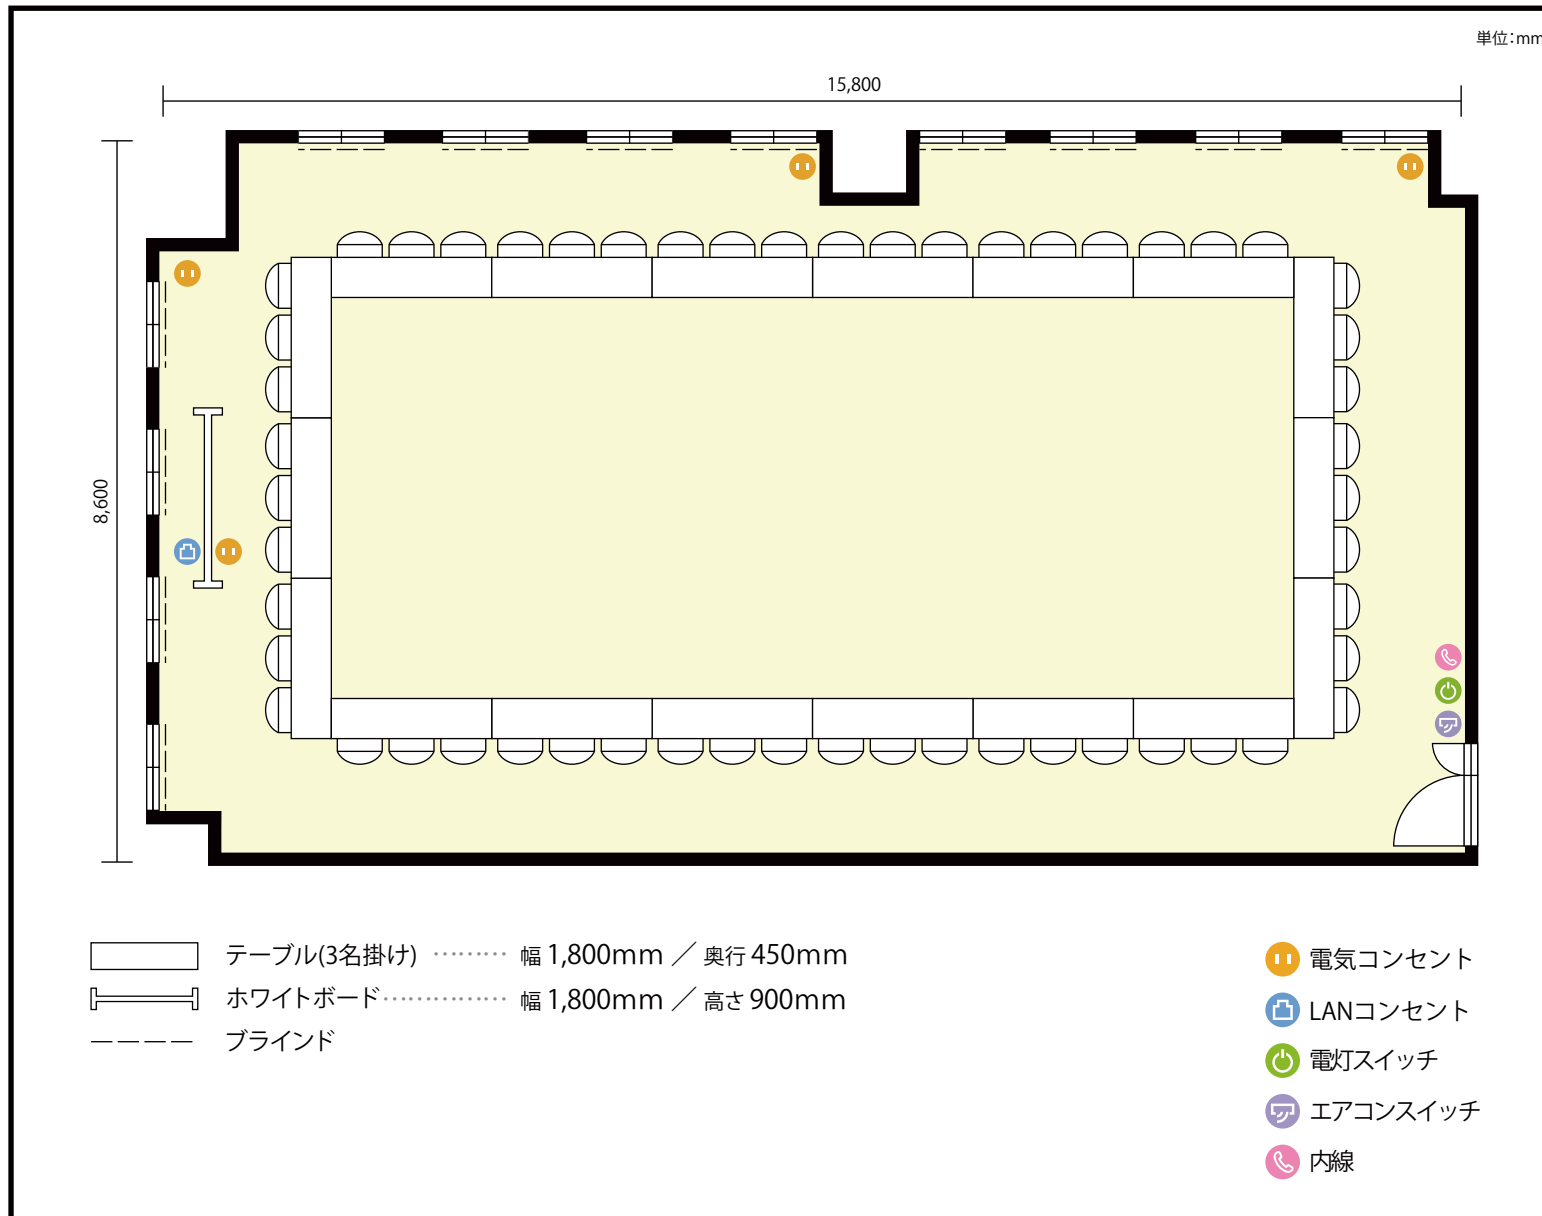 単位：mm
15,800
8,600
テーブル(3名掛け) ……… 幅 1,800mm ／ 奥行 450mm
ホワイトボード…………… 幅 1,800mm ／ 高さ 900mm
ブラインド
電気コンセント
LANコンセント
電灯スイッチ
エアコンスイッチ
内線